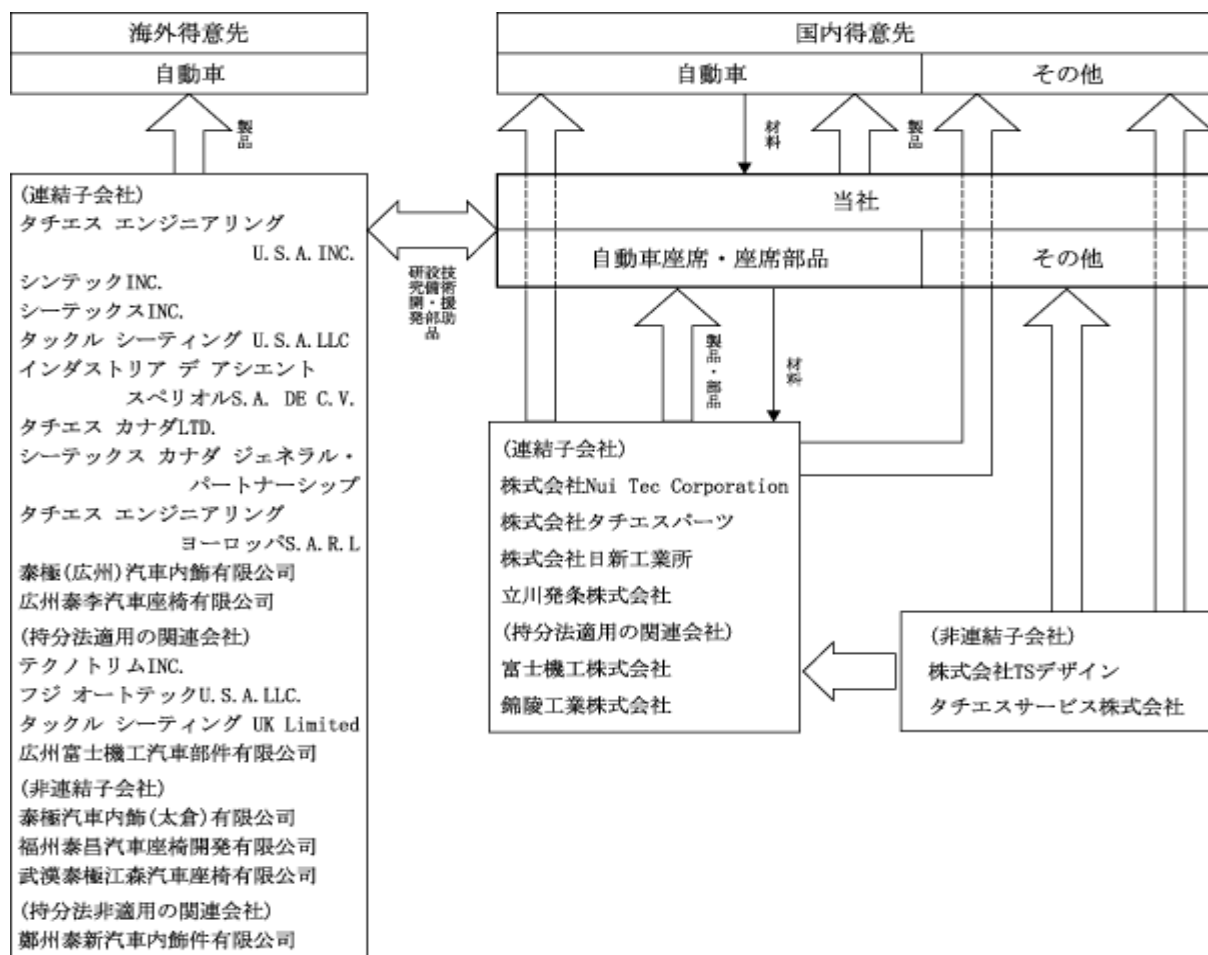 海外得意先
自動車
製品
(連結子会社)
タチエス エンジニアリング
U.S.A.INC.
シンテックINC.
シーテックスINC.
タックル シーティング U.S.A.LLC
インダストリア デ アシエント
スペリオルS.A. DE C.V.
タチエス カナダLTD.
シーテックス カナダ ジェネラル・
パートナーシップ
タチエス エンジニアリング
ヨーロッパS.A.R.L
泰極(広州)汽車内飾有限公司
広州泰李汽車座椅有限公司
(持分法適用の関連会社)
テクノトリムINC.
フジ オートテックU.S.A.LLC.
タックル シーティング UK Limited
広州富士機工汽車部件有限公司
(非連結子会社)
泰極汽車内飾(太倉)有限公司
福州泰昌汽車座椅開発有限公司
武漢泰極江森汽車座椅有限公司
(持分法非適用の関連会社)
鄭州泰新汽車内飾件有限公司
技術援助
設備・部品
研究開発
国内得意先
自動車
その他
材料
製品
当社
自動車座席・座席部品
その他
製品・部品
材料
(連結子会社)
株式会社Nui Tec Corporation
株式会社タチエスパーツ
株式会社日新工業所
立川発条株式会社
(持分法適用の関連会社)
富士機工株式会社
錦陵工業株式会社
(非連結子会社)
株式会社TSデザイン
タチエスサービス株式会社